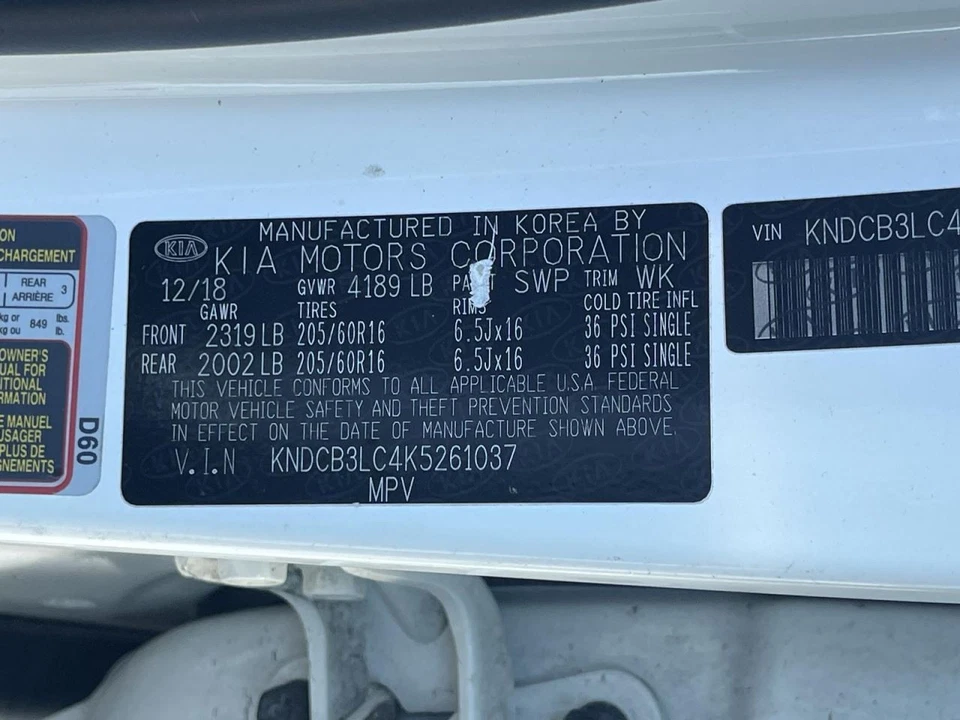 ON
CHARGEMENT
REAR 3
ARRIÈRE
kg or 849 lbs.
kg ou lb.
OWNER'S
UAL FOR
ITIONAL
RMATION
E MANUEL
USAGER
PLUS DE
GNEMENTS
D60
MANUFACTURED IN KOREA BY
KIA KIA MOTORS CORPORATION
12/18 GVWR 4189 LB SWP TRIM WK
GAWR TIRES RIMS COLD TIRE INFL
FRONT 2319 LB 205/60R16 6.5Jx16 36 PSI SINGLE
REAR 2002 LB 205/60R16 6.5Jx16 36 PSI SINGLE
THIS VEHICLE CONFORMS TO ALL APPLICABLE U.S.A. FEDERAL
MOTOR VEHICLE SAFETY AND THEFT PREVENTION STANDARDS
IN EFFECT ON THE DATE OF MANUFACTURE SHOWN ABOVE.
V.I.N KNDCB3LC4K5261037
MPV
VIN KNDCB3LC4